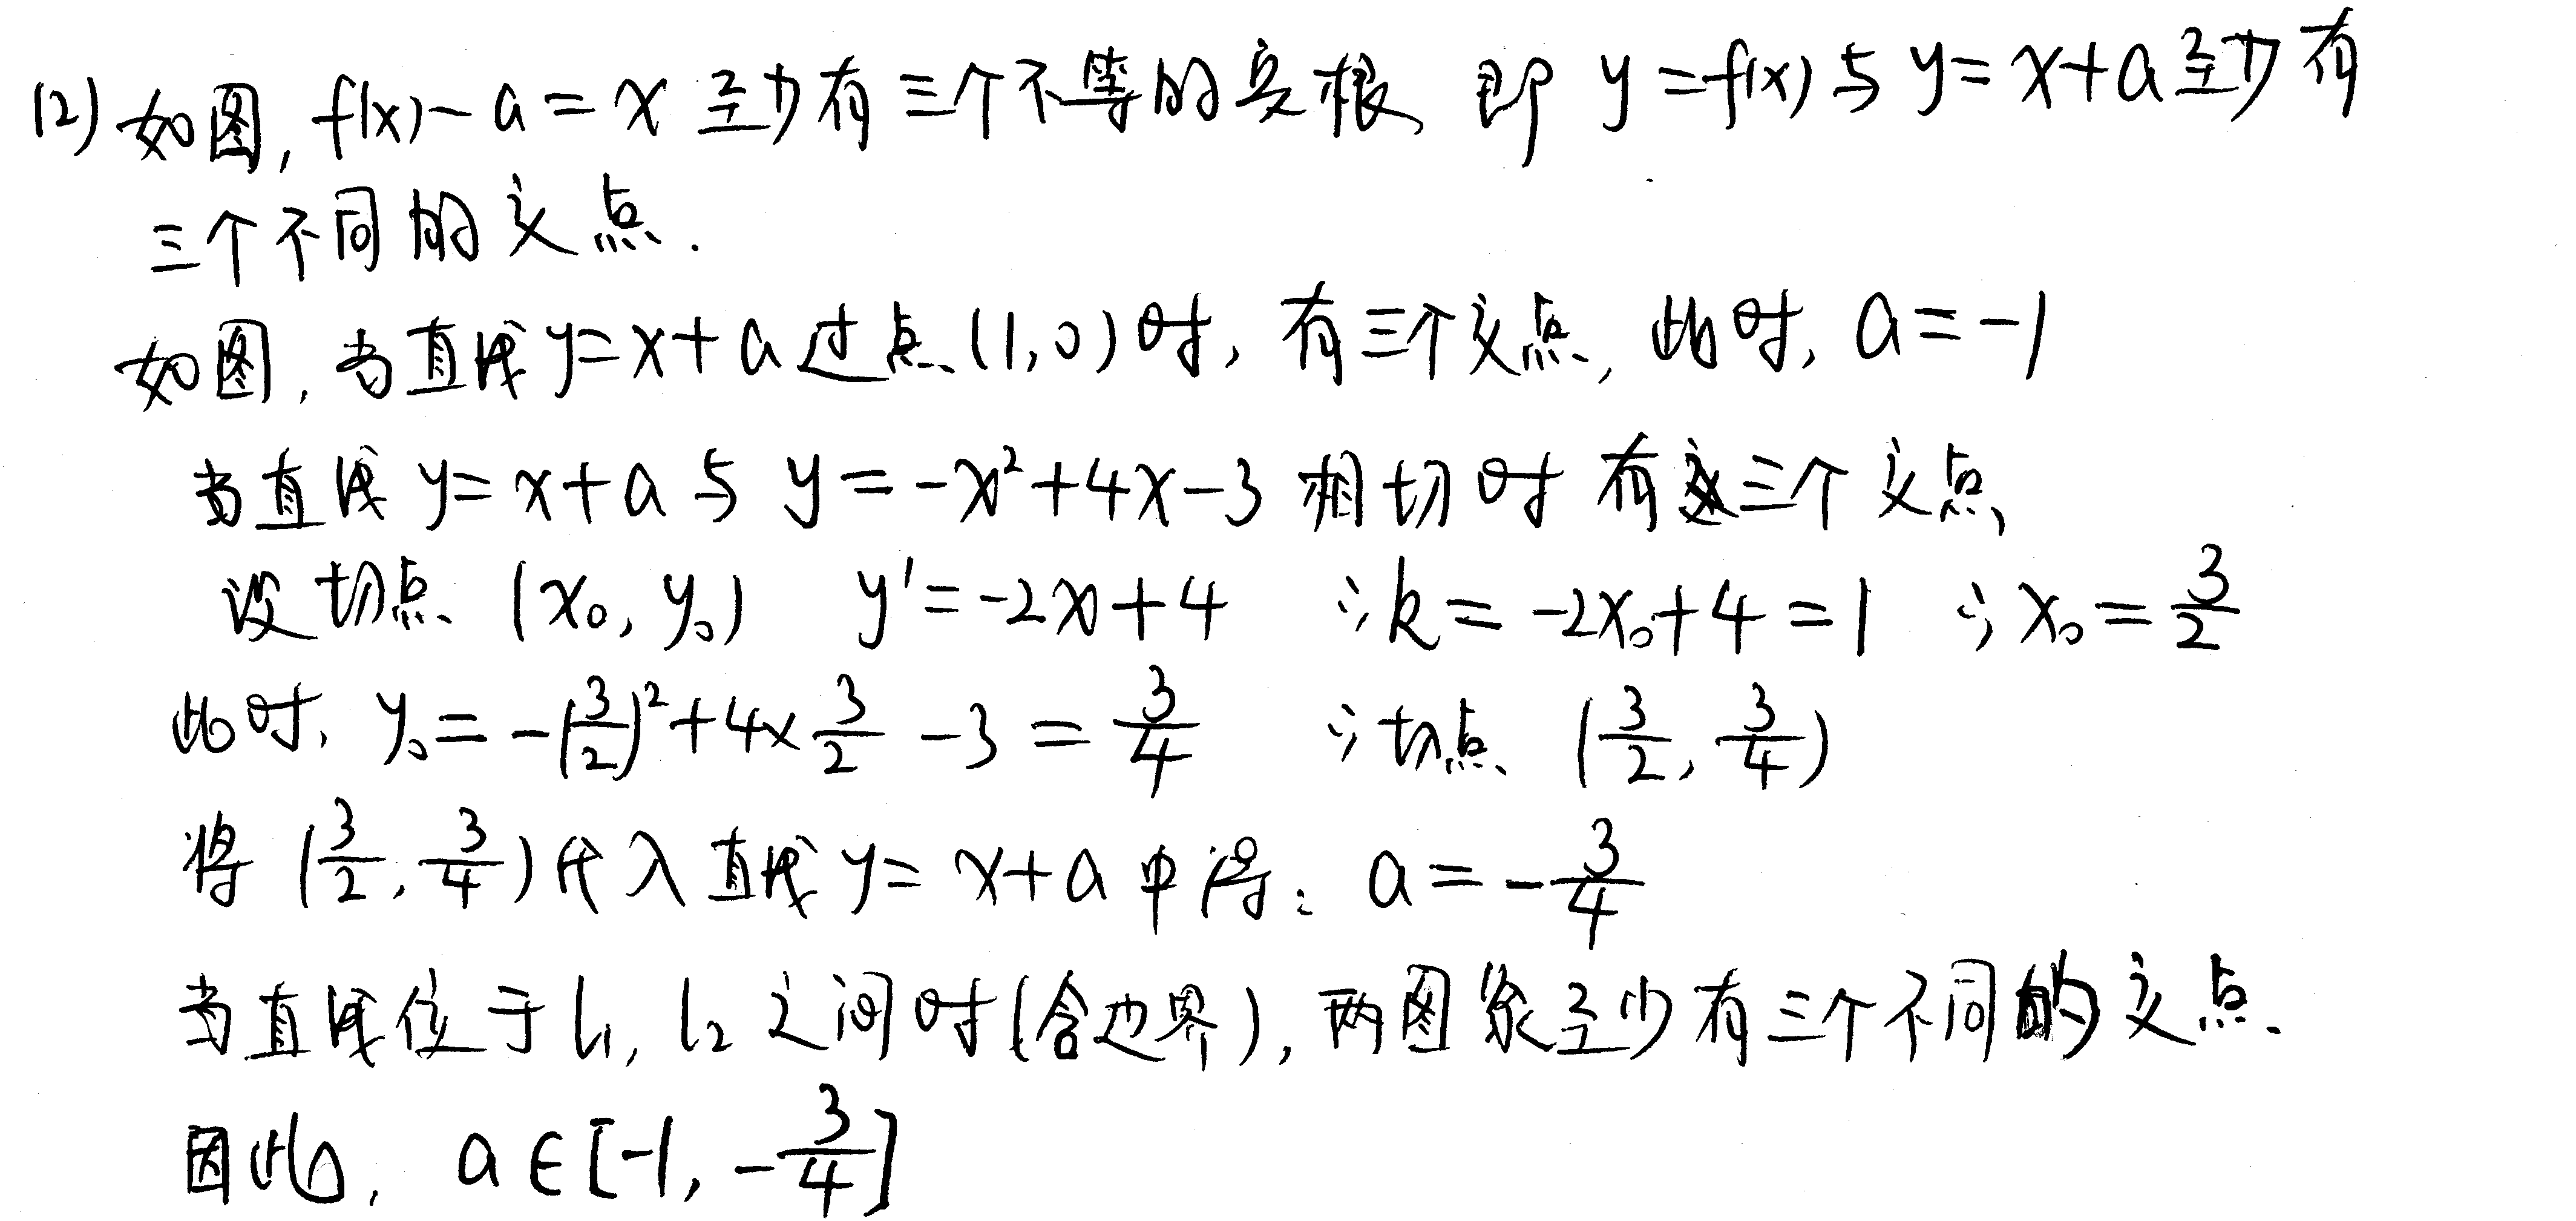 (2) 如图, f(x)-a=x 至少有三个不等的实根, 即 y=f(x)与 y=x+a至少有
三个不同的交点.
如图, 当直线y=x+a过点(1,0)时, 有三个交点, 此时, a=-1
当直线 y=x+a与 y=-x²+4x-3 相切时 有三个交点,
设切点 (x₀, y₀) y'=-2x+4 ∴k=-2x₀+4=1 ∴x₀=3/2
此时, y₀=-(3/2)²+4×3/2-3=3/4 ∴切点 (3/2, 3/4)
将 (3/2, 3/4)代入直线 y=x+a中得: a=-3/4
当直线位于 l₁, l₂ 之间时(含边界), 两图象至少有三个不同的交点.
因此, a∈[-1, -3/4]